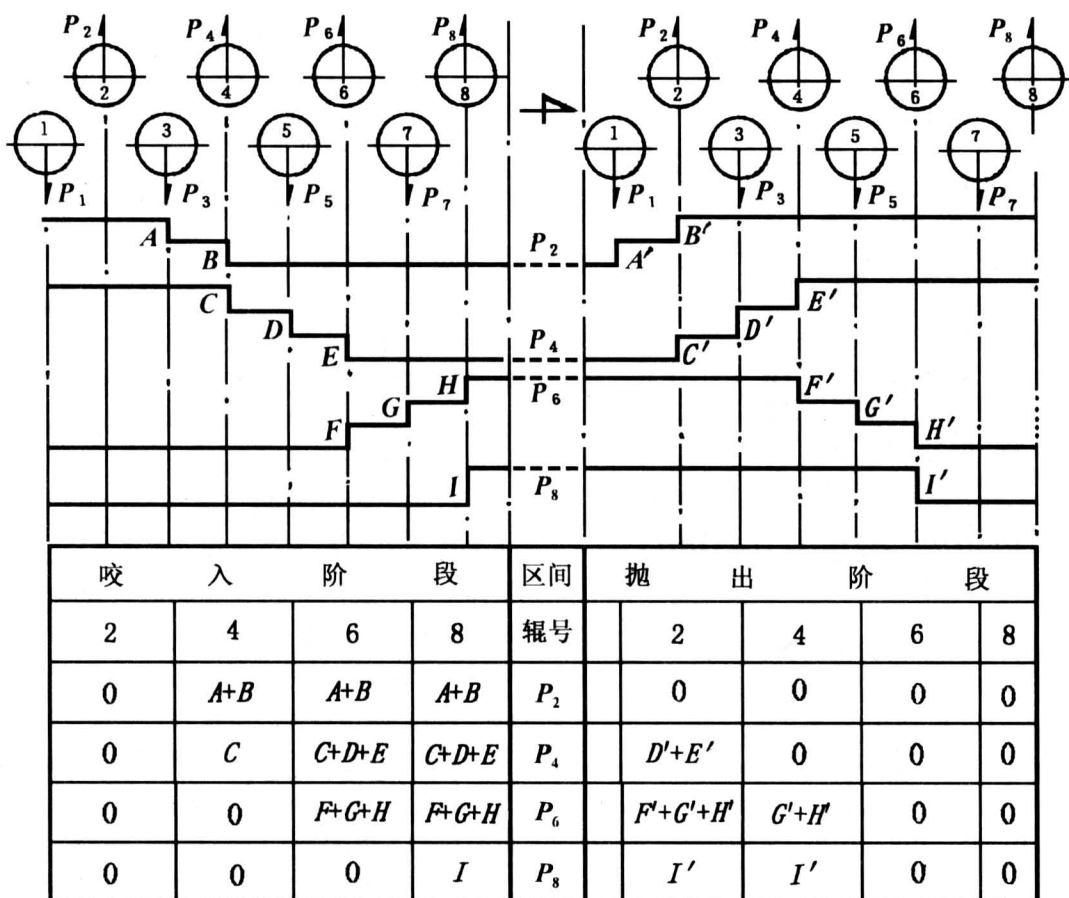 P₂ P₄ P₆ P₈ P₂ P₄ P₆ P₈
2 4 6 8 2 4 6 8
1 3 5 7 1 3 5 7
P₁ P₃ P₅ P₇ P₁ P₃ P₅ P₇
A B P₂ A′ B′
C D E P₄ C′ D′ E′
F G H P₆ F′ G′ H′
I P₈ I′
咬 入 阶 段 区间 抛 出 阶 段
2 4 6 8 辊号 2 4 6 8
0 A+B A+B A+B P₂ 0 0 0 0
0 C C+D+E C+D+E P₄ D′+E′ 0 0 0
0 0 F+G+H F+G+H P₆ F′+G′+H′ G′+H′ 0 0
0 0 0 I P₈ I′ I′ 0 0